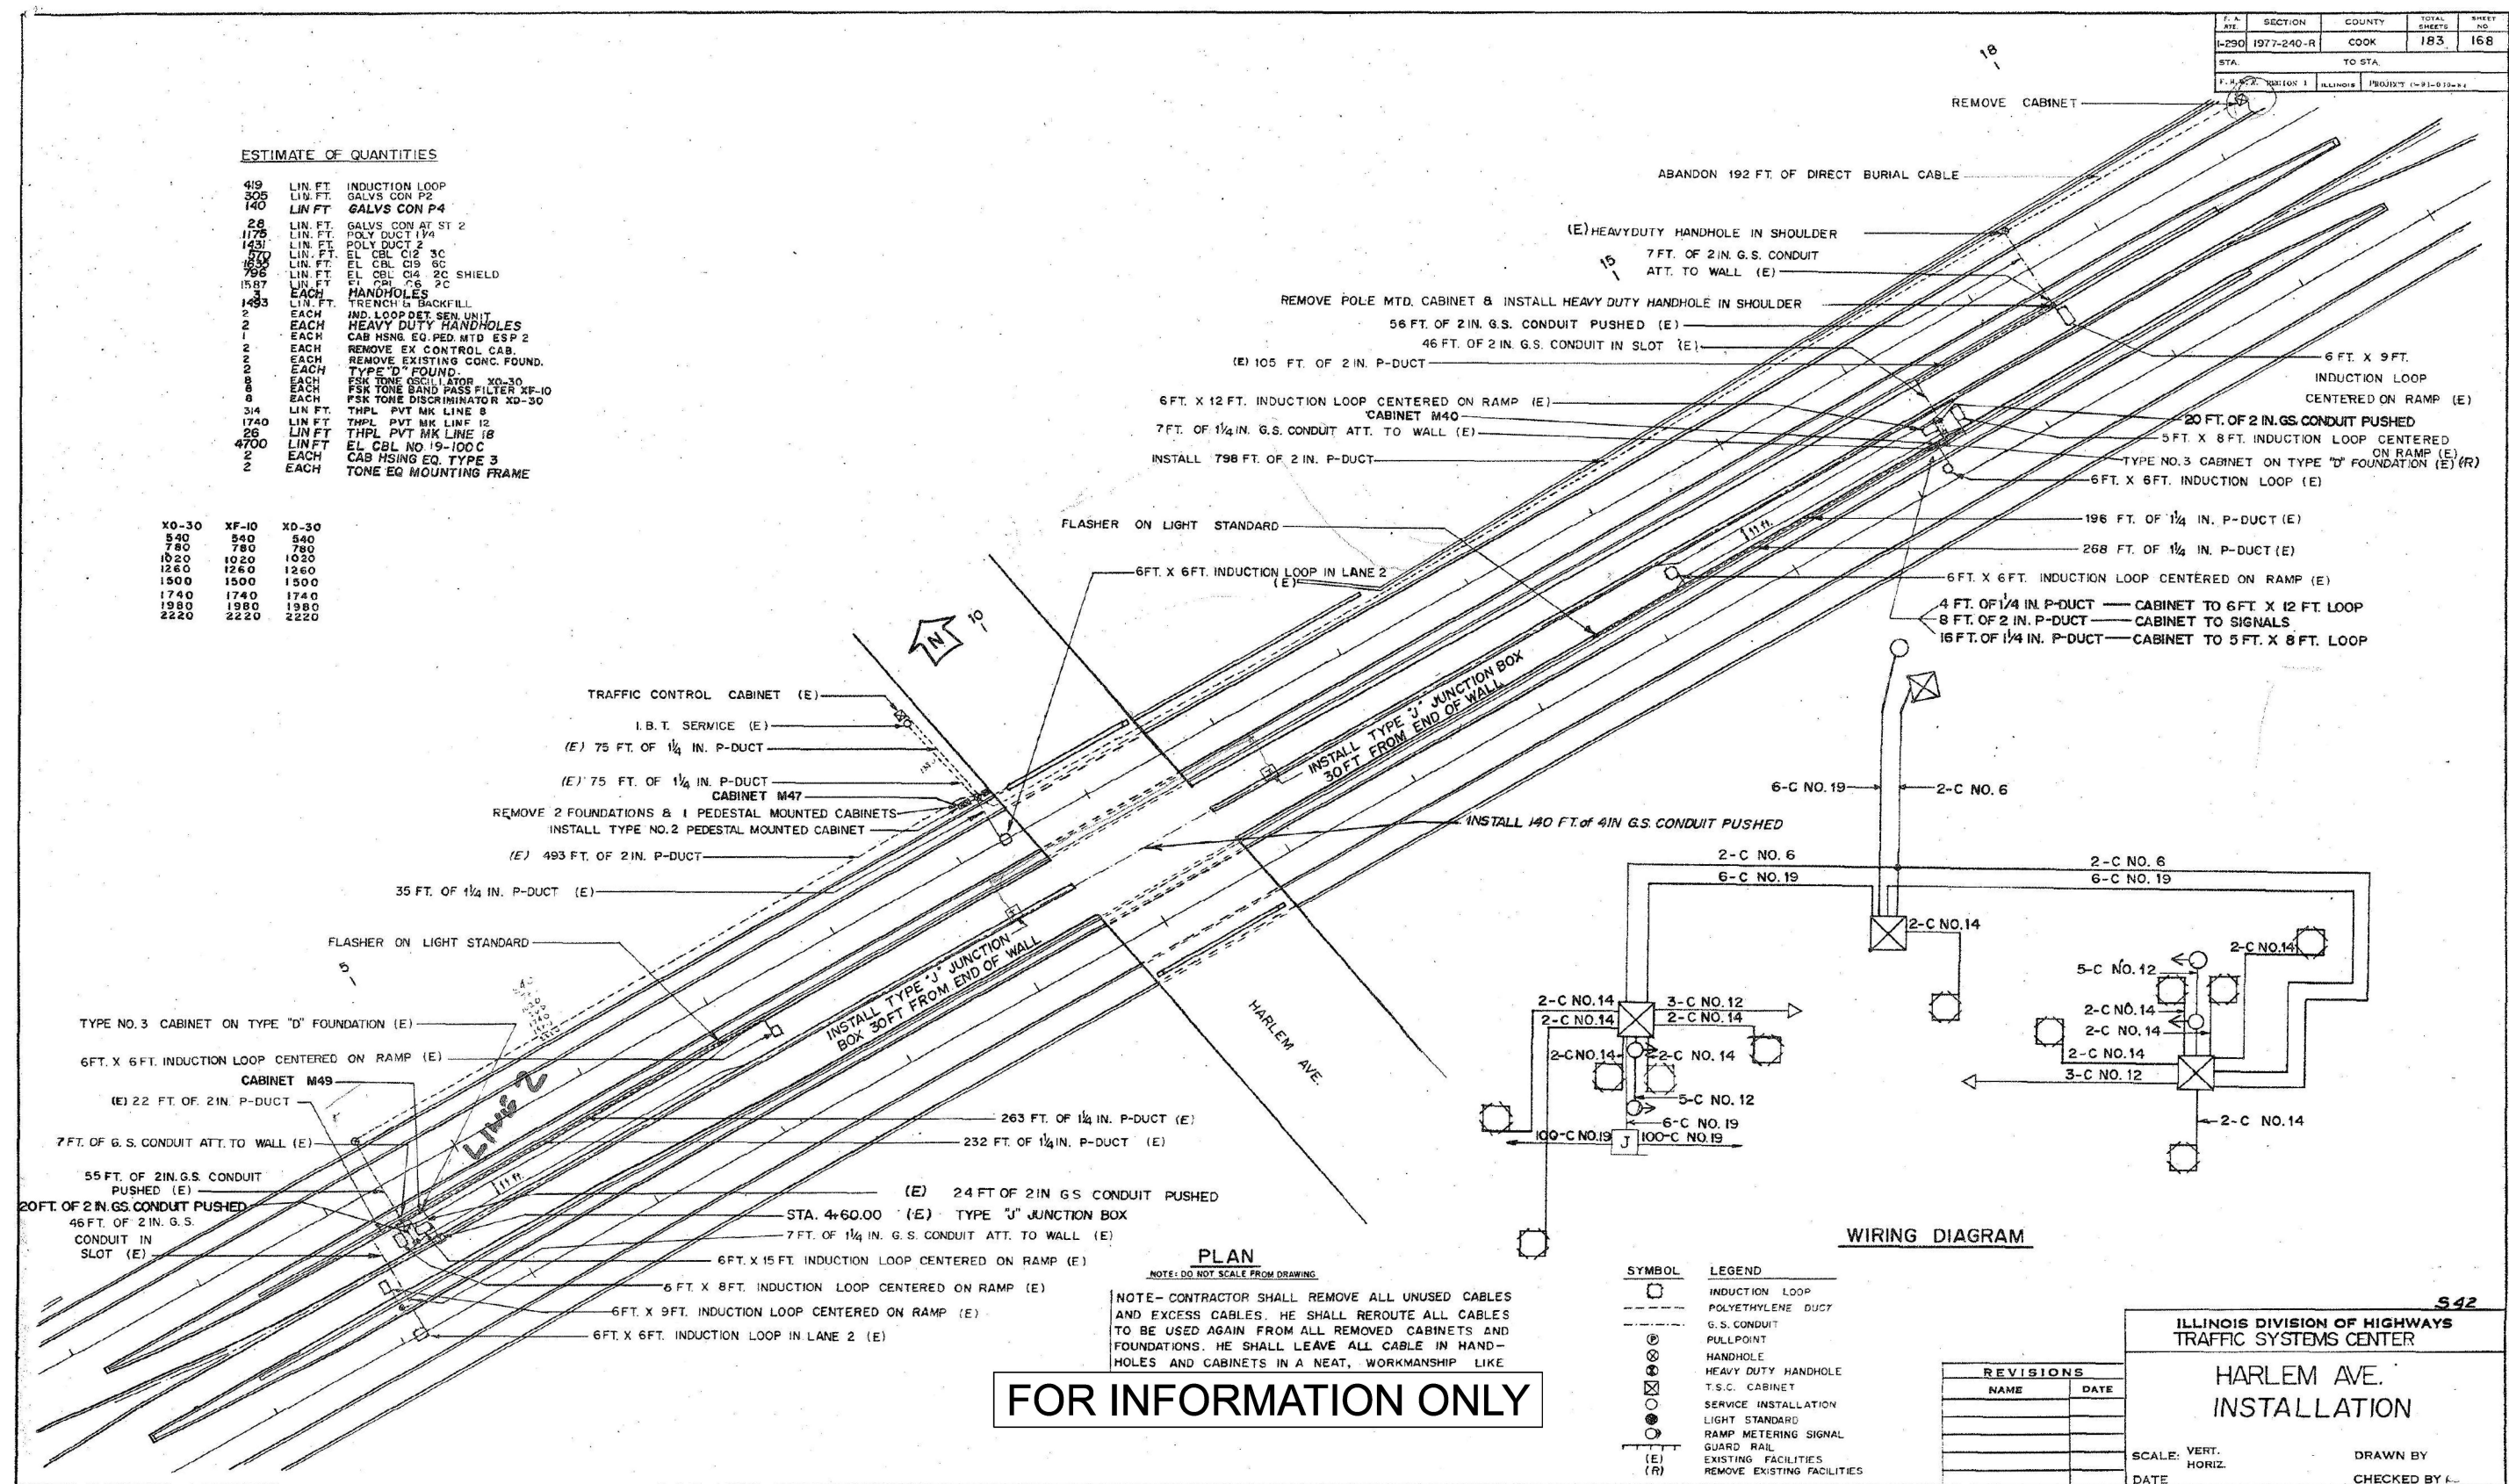 F. A. RTE.
SECTION
COUNTY
TOTAL SHEETS
SHEET NO
I-290
1977-240-R
COOK
183
168
STA.
TO STA.
ILLINOIS
18
REMOVE CABINET
ESTIMATE OF QUANTITIES
419 LIN. FT. INDUCTION LOOP
305 LIN. FT. GALVS CON P2
140 LIN FT GALVS CON P4
28 LIN. FT. GALVS CON AT ST 2
1175 LIN. FT. POLY DUCT 1 1/4
1431 LIN. FT. POLY DUCT 2
570 LIN. FT. EL CBL C12 3C
1635 LIN. FT. EL CBL C19 6C
796 LIN. FT. EL CBL C14 2C SHIELD
1587 LIN. FT. EL CBL C6 2C
3 EACH HANDHOLES
1493 LIN. FT. TRENCH & BACKFILL
2 EACH IND. LOOP DET. SEN. UNIT
2 EACH HEAVY DUTY HANDHOLES
1 EACH CAB HSNG. EQ. PED. MTD ESP 2
2 EACH REMOVE EX CONTROL CAB.
2 EACH REMOVE EXISTING CONC. FOUND.
2 EACH TYPE "D" FOUND.
8 EACH FSK TONE OSCILLATOR XO-30
8 EACH FSK TONE BAND PASS FILTER XF-10
8 EACH FSK TONE DISCRIMINATOR XD-30
314 LIN FT. THPL PVT MK LINE 8
1740 LIN FT THPL PVT MK LINE 12
26 LIN FT THPL PVT MK LINE 18
4700 LIN FT EL CBL NO. 19-100 C
2 EACH CAB HSING EQ. TYPE 3
2 EACH TONE EQ MOUNTING FRAME
XO-30 XF-10 XD-30
540 540 540
780 780 780
1020 1020 1020
1260 1260 1260
1500 1500 1500
1740 1740 1740
1980 1980 1980
2220 2220 2220
ABANDON 192 FT. OF DIRECT BURIAL CABLE
(E) HEAVYDUTY HANDHOLE IN SHOULDER
15
7 FT. OF 2 IN. G.S. CONDUIT
ATT. TO WALL (E)
REMOVE POLE MTD. CABINET & INSTALL HEAVY DUTY HANDHOLE IN SHOULDER
56 FT. OF 2 IN. G.S. CONDUIT PUSHED (E)
46 FT. OF 2 IN. G.S. CONDUIT IN SLOT (E)
(E) 105 FT. OF 2 IN. P-DUCT
6 FT. X 12 FT. INDUCTION LOOP CENTERED ON RAMP (E)
CABINET M40
7 FT. OF 1 1/4 IN. G.S. CONDUIT ATT. TO WALL (E)
INSTALL 798 FT. OF 2 IN. P-DUCT
FLASHER ON LIGHT STANDARD
6FT. X 6FT. INDUCTION LOOP IN LANE 2
(E)
6 FT. X 9 FT.
INDUCTION LOOP
CENTERED ON RAMP (E)
20 FT. OF 2 IN. GS. CONDUIT PUSHED
5 FT. X 8 FT. INDUCTION LOOP CENTERED
ON RAMP (E)
TYPE NO. 3 CABINET ON TYPE "D" FOUNDATION (E) (R)
6 FT. X 6 FT. INDUCTION LOOP (E)
196 FT. OF 1 1/4 IN. P-DUCT (E)
268 FT. OF 1 1/4 IN. P-DUCT (E)
6 FT. X 6 FT. INDUCTION LOOP CENTERED ON RAMP (E)
4 FT. OF 1/4 IN. P-DUCT — CABINET TO 6 FT. X 12 FT. LOOP
8 FT. OF 2 IN. P-DUCT — CABINET TO SIGNALS
16 FT. OF 1 1/4 IN. P-DUCT — CABINET TO 5 FT. X 8 FT. LOOP
11 ft.
N
10
INSTALL TYPE "J" JUNCTION BOX
30 FT FROM END OF WALL
TRAFFIC CONTROL CABINET (E)
I.B.T. SERVICE (E)
(E) 75 FT. OF 1 1/4 IN. P-DUCT
(E) 75 FT. OF 1 1/4 IN. P-DUCT
CABINET M47
REMOVE 2 FOUNDATIONS & 1 PEDESTAL MOUNTED CABINETS
INSTALL TYPE NO. 2 PEDESTAL MOUNTED CABINET
(E) 493 FT. OF 2 IN. P-DUCT
35 FT. OF 1 1/4 IN. P-DUCT (E)
INSTALL 140 FT. of 4IN G.S. CONDUIT PUSHED
FLASHER ON LIGHT STANDARD
5
INSTALL TYPE "J" JUNCTION
BOX 30 FT FROM END OF WALL
HARLEM AVE.
TYPE NO. 3 CABINET ON TYPE "D" FOUNDATION (E)
6FT. X 6 FT. INDUCTION LOOP CENTERED ON RAMP (E)
CABINET M49
(E) 22 FT. OF. 2 IN. P-DUCT
7 FT. OF G. S. CONDUIT ATT. TO WALL (E)
55 FT. OF 2 IN. G.S. CONDUIT
PUSHED (E)
20 FT. OF 2 IN. GS. CONDUIT PUSHED
46 FT. OF 2 IN. G. S.
CONDUIT IN
SLOT (E)
11 ft.
263 FT. OF 1 1/4 IN. P-DUCT (E)
232 FT. OF 1 1/4 IN. P-DUCT (E)
(E) 24 FT OF 2 IN GS CONDUIT PUSHED
STA. 4+60.00 (E) TYPE "J" JUNCTION BOX
7 FT. OF 1 1/4 IN. G.S. CONDUIT ATT. TO WALL (E)
6FT. X 15 FT. INDUCTION LOOP CENTERED ON RAMP (E)
FT. X 8FT. INDUCTION LOOP CENTERED ON RAMP (E)
6FT. X 9FT. INDUCTION LOOP CENTERED ON RAMP (E)
6FT. X 6FT. INDUCTION LOOP IN LANE 2 (E)
6-C NO. 19
2-C NO. 6
2-C NO. 6
6-C NO. 19
2-C NO. 6
6-C NO. 19
2-C NO. 14
2-C NO. 14
5-C NO. 12
2-C NO. 14
2-C NO. 14
2-C NO. 14
3-C NO. 12
2-C NO. 14
2-C NO. 14
2-C NO. 14
3-C NO. 12
2-C NO. 14
2-C NO. 14
2-C NO. 14
5-C NO. 12
6-C NO. 19
100-C NO. 19
J
100-C NO. 19
WIRING DIAGRAM
PLAN
NOTE: DO NOT SCALE FROM DRAWING
NOTE- CONTRACTOR SHALL REMOVE ALL UNUSED CABLES
AND EXCESS CABLES. HE SHALL REROUTE ALL CABLES
TO BE USED AGAIN FROM ALL REMOVED CABINETS AND
FOUNDATIONS. HE SHALL LEAVE ALL CABLE IN HAND-
HOLES AND CABINETS IN A NEAT, WORKMANSHIP LIKE
FOR INFORMATION ONLY
SYMBOL LEGEND
INDUCTION LOOP
POLYETHYLENE DUCT
G. S. CONDUIT
PULLPOINT
HANDHOLE
HEAVY DUTY HANDHOLE
T.S.C. CABINET
SERVICE INSTALLATION
LIGHT STANDARD
RAMP METERING SIGNAL
GUARD RAIL
(E) EXISTING FACILITIES
(R) REMOVE EXISTING FACILITIES
REVISIONS
NAME DATE
S42
ILLINOIS DIVISION OF HIGHWAYS
TRAFFIC SYSTEMS CENTER
HARLEM AVE.
INSTALLATION
SCALE: VERT.
HORIZ.
DRAWN BY
DATE
CHECKED BY